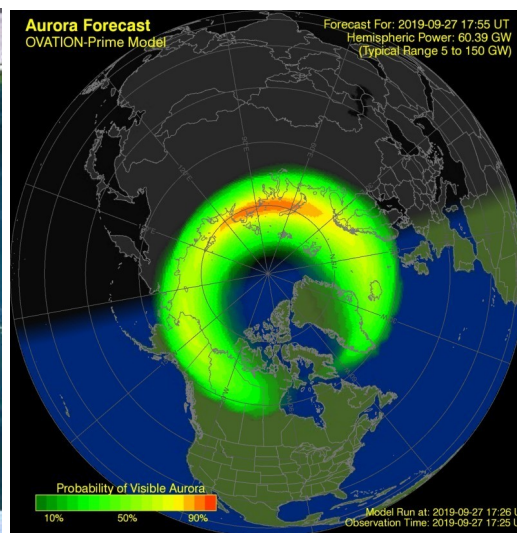 Aurora Forecast
OVATION-Prime Model
Forecast For: 2019-09-27 17:55 UT
Hemispheric Power: 60.39 GW
(Typical Range 5 to 150 GW)
Probability of Visible Aurora
10% 50% 90%
Model Run at: 2019-09-27 17:26 U
Observation Time: 2019-09-27 17:25 U